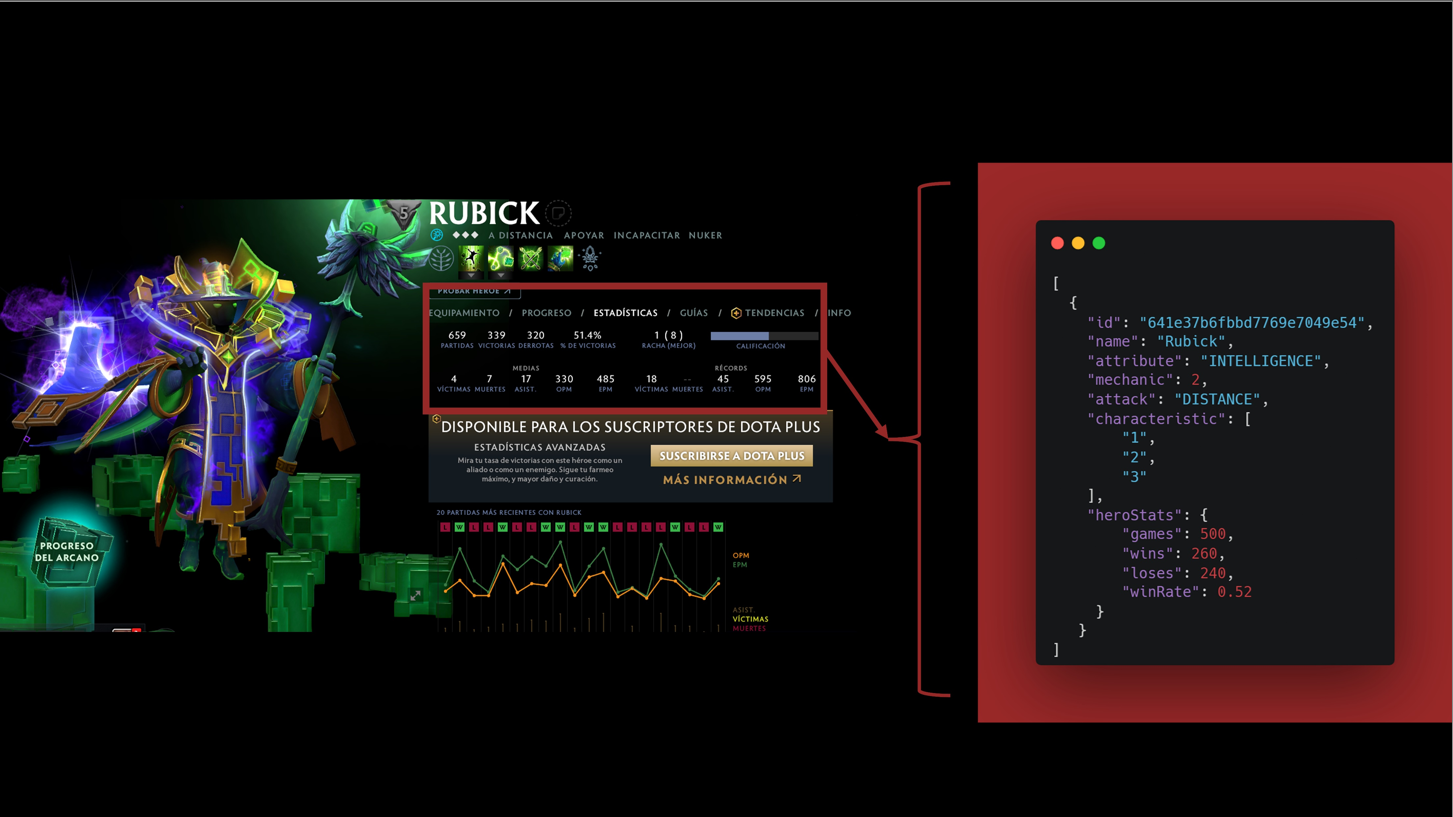 5
RUBICK
A DISTANCIA APOYAR INCAPACITAR NUKER
PROBAR HÉROE
EQUIPAMIENTO / PROGRESO / ESTADÍSTICAS / GUÍAS / TENDENCIAS / INFO
659 339 320 51.4% 1 ( 8 )
PARTIDAS VICTORIAS DERROTAS % DE VICTORIAS RACHA (MEJOR) CALIFICACIÓN
MEDIAS RÉCORDS
4 7 17 330 485 18 -- 45 595 806
VÍCTIMAS MUERTES ASIST. OPM EPM VÍCTIMAS MUERTES ASIST. OPM EPM
DISPONIBLE PARA LOS SUSCRIPTORES DE DOTA PLUS
ESTADÍSTICAS AVANZADAS
Mira tu tasa de victorias con este héroe como un
aliado o como un enemigo. Sigue tu farmeo
máximo, y mayor daño y curación.
SUSCRIBIRSE A DOTA PLUS
MÁS INFORMACIÓN
20 PARTIDAS MÁS RECIENTES CON RUBICK
L W L L W L L W W L W W L L L L W L L W
OPM
EPM
ASIST.
VÍCTIMAS
MUERTES
PROGRESO
DEL ARCANO
[
{
"id": "641e37b6fbbd7769e7049e54",
"name": "Rubick",
"attribute": "INTELLIGENCE",
"mechanic": 2,
"attack": "DISTANCE",
"characteristic": [
"1",
"2",
"3"
],
"heroStats": {
"games": 500,
"wins": 260,
"loses": 240,
"winRate": 0.52
}
}
]